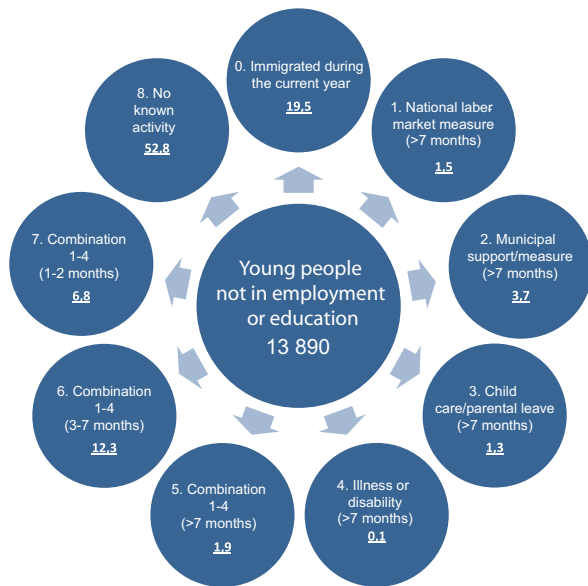 0. Immigrated during
the current year
19,5
1. National laber
market measure
(>7 months)
1,5
2. Municipal
support/measure
(>7 months)
3,7
3. Child
care/parental leave
(>7 months)
1,3
4. Illness or
disability
(>7 months)
0,1
5. Combination
1-4
(>7 months)
1,9
6. Combination
1-4
(3-7 months)
12,3
7. Combination
1-4
(1-2 months)
6,8
8. No
known
activity
52,8
Young people
not in employment
or education
13 890